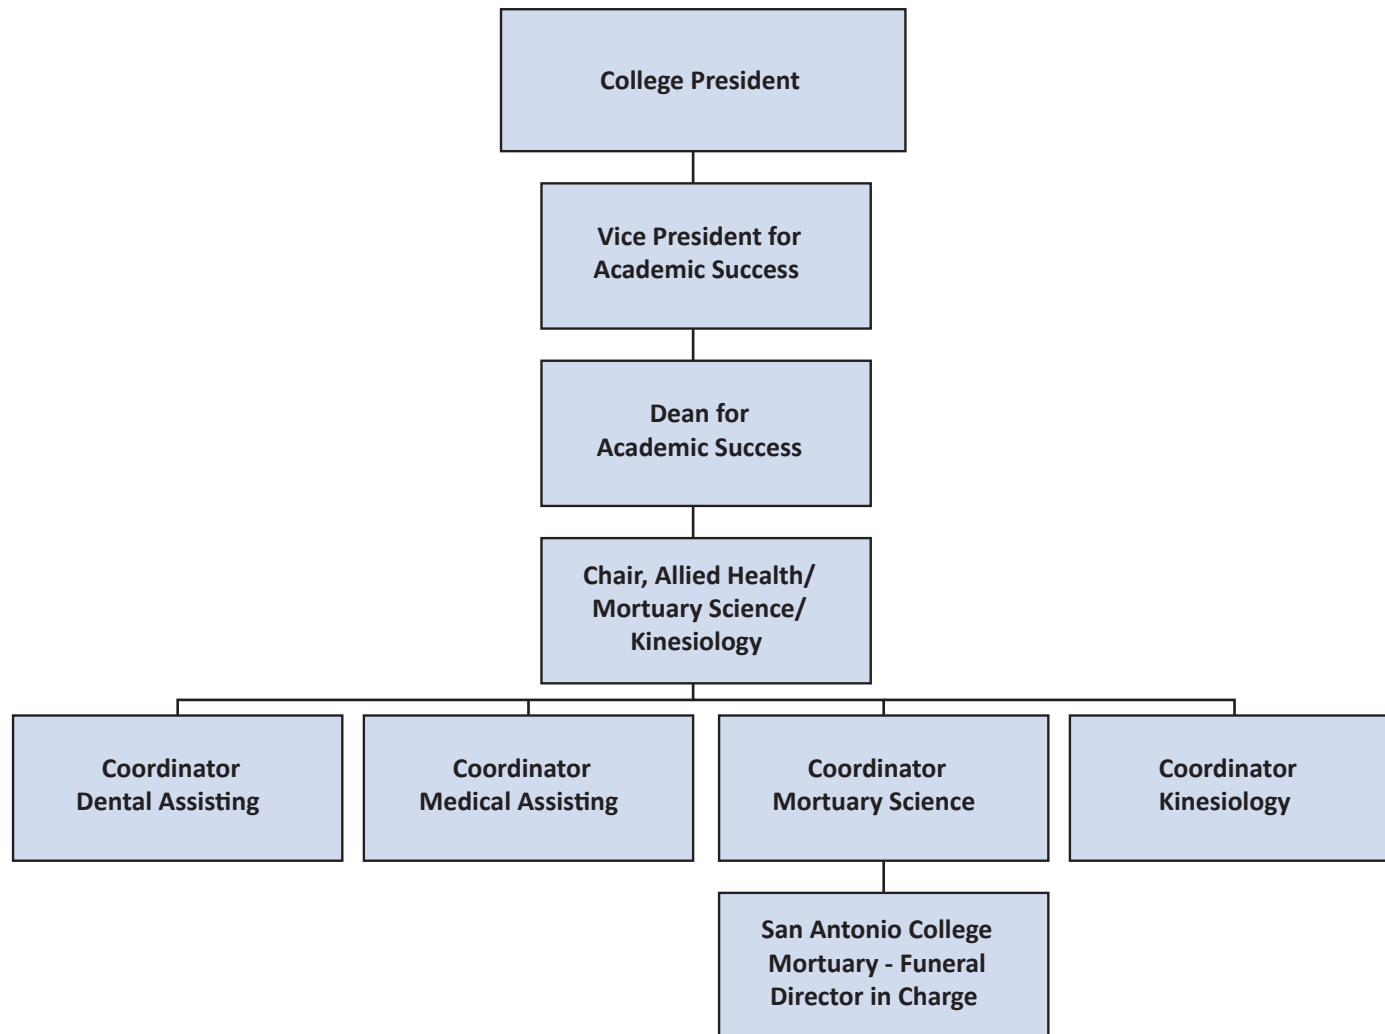 College President
Vice President for
Academic Success
Dean for
Academic Success
Chair, Allied Health/
Mortuary Science/
Kinesiology
Coordinator
Dental Assisting
Coordinator
Medical Assisting
Coordinator
Mortuary Science
Coordinator
Kinesiology
San Antonio College
Mortuary - Funeral
Director in Charge